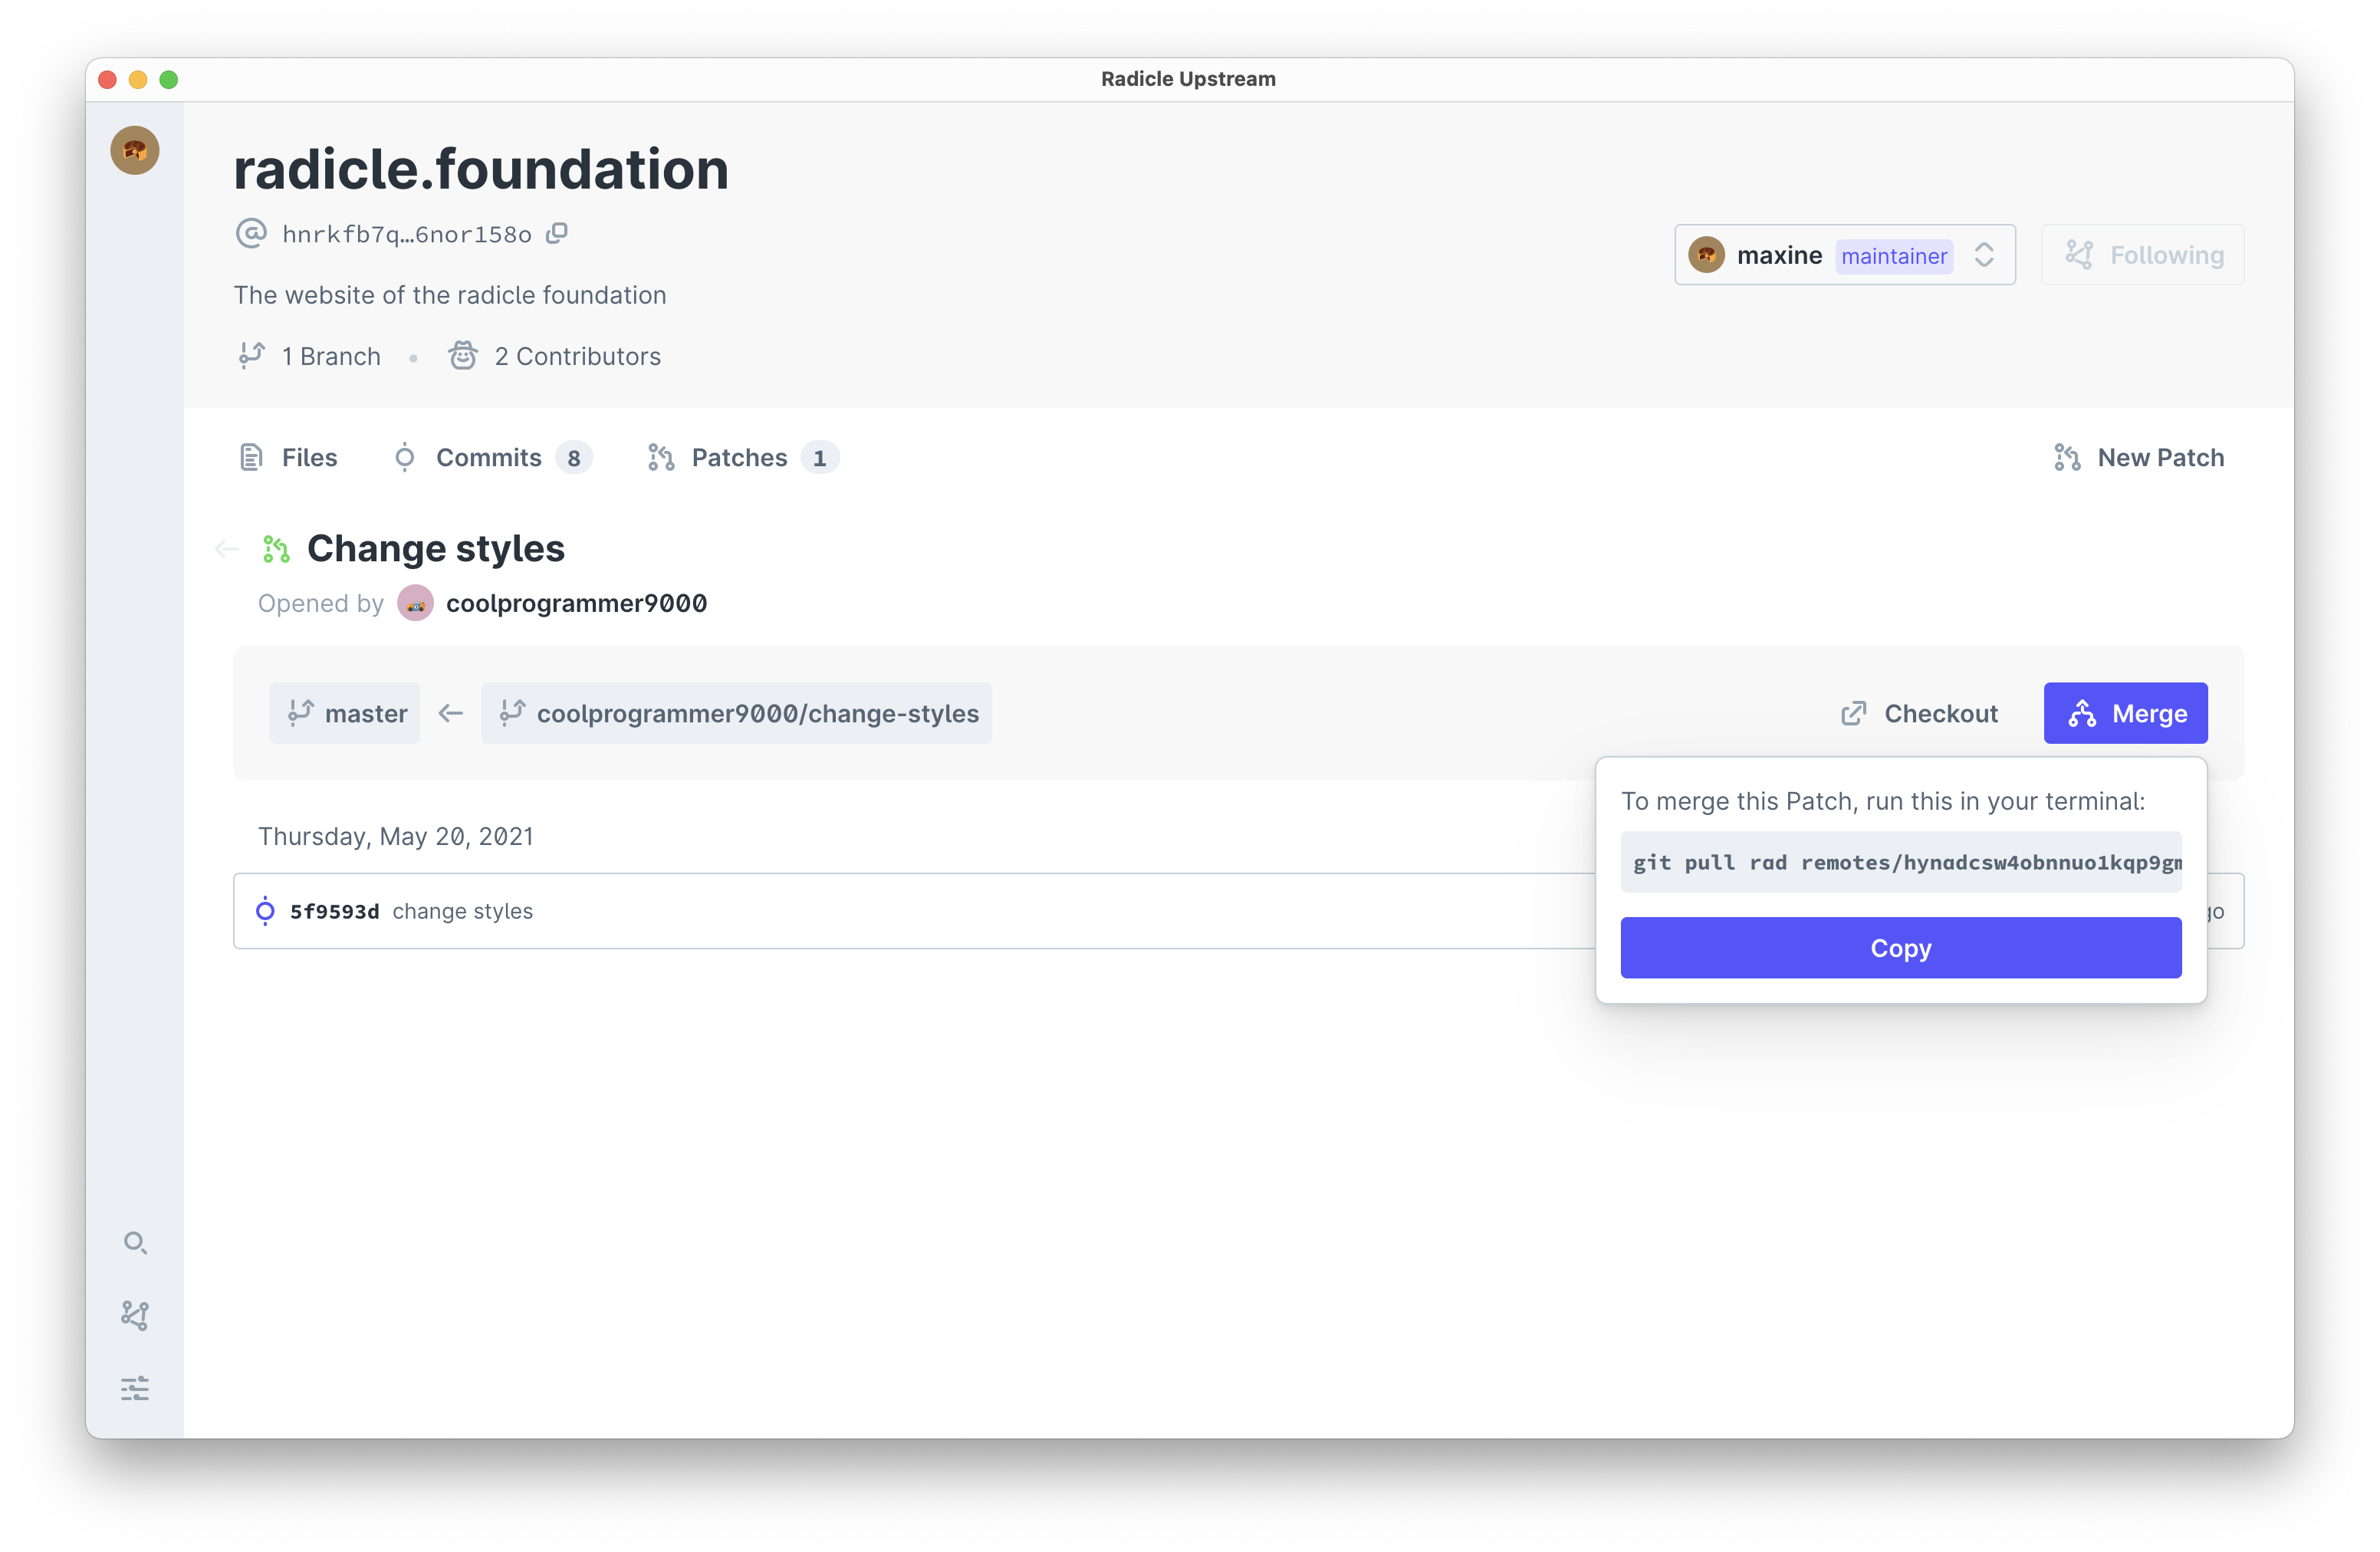 Radicle Upstream
radicle.foundation
hnrkfb7q…6nor158o
maxine maintainer
Following
The website of the radicle foundation
1 Branch • 2 Contributors
Files
Commits 8
Patches 1
New Patch
Change styles
Opened by coolprogrammer9000
master ← coolprogrammer9000/change-styles
Checkout
Merge
To merge this Patch, run this in your terminal:
Thursday, May 20, 2021
git pull rad remotes/hynadcsw4obnnuo1kqp9gm
5f9593d change styles
Copy